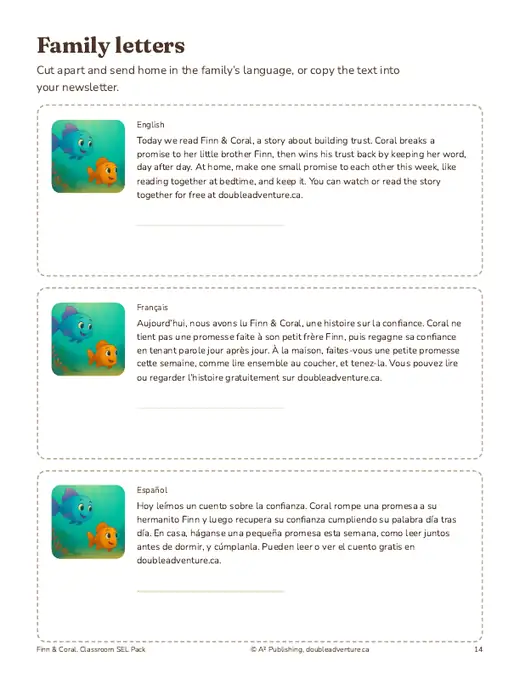 Family letters
Cut apart and send home in the family's language, or copy the text into
your newsletter.
English
Today we read Finn & Coral, a story about building trust. Coral breaks a
promise to her little brother Finn, then wins his trust back by keeping her word,
day after day. At home, make one small promise to each other this week, like
reading together at bedtime, and keep it. You can watch or read the story
together for free at doubleadventure.ca.
Français
Aujourd'hui, nous avons lu Finn & Coral, une histoire sur la confiance. Coral ne
tient pas une promesse faite à son petit frère Finn, puis regagne sa confiance
en tenant parole jour après jour. À la maison, faites-vous une petite promesse
cette semaine, comme lire ensemble au coucher, et tenez-la. Vous pouvez lire
ou regarder l'histoire gratuitement sur doubleadventure.ca.
Español
Hoy leímos un cuento sobre la confianza. Coral rompe una promesa a su
hermanito Finn y luego recupera su confianza cumpliendo su palabra día tras
día. En casa, háganse una pequeña promesa esta semana, como leer juntos
antes de dormir, y cúmplanla. Pueden leer o ver el cuento gratis en
doubleadventure.ca.
Finn & Coral. Classroom SEL Pack
© A² Publishing, doubleadventure.ca
14